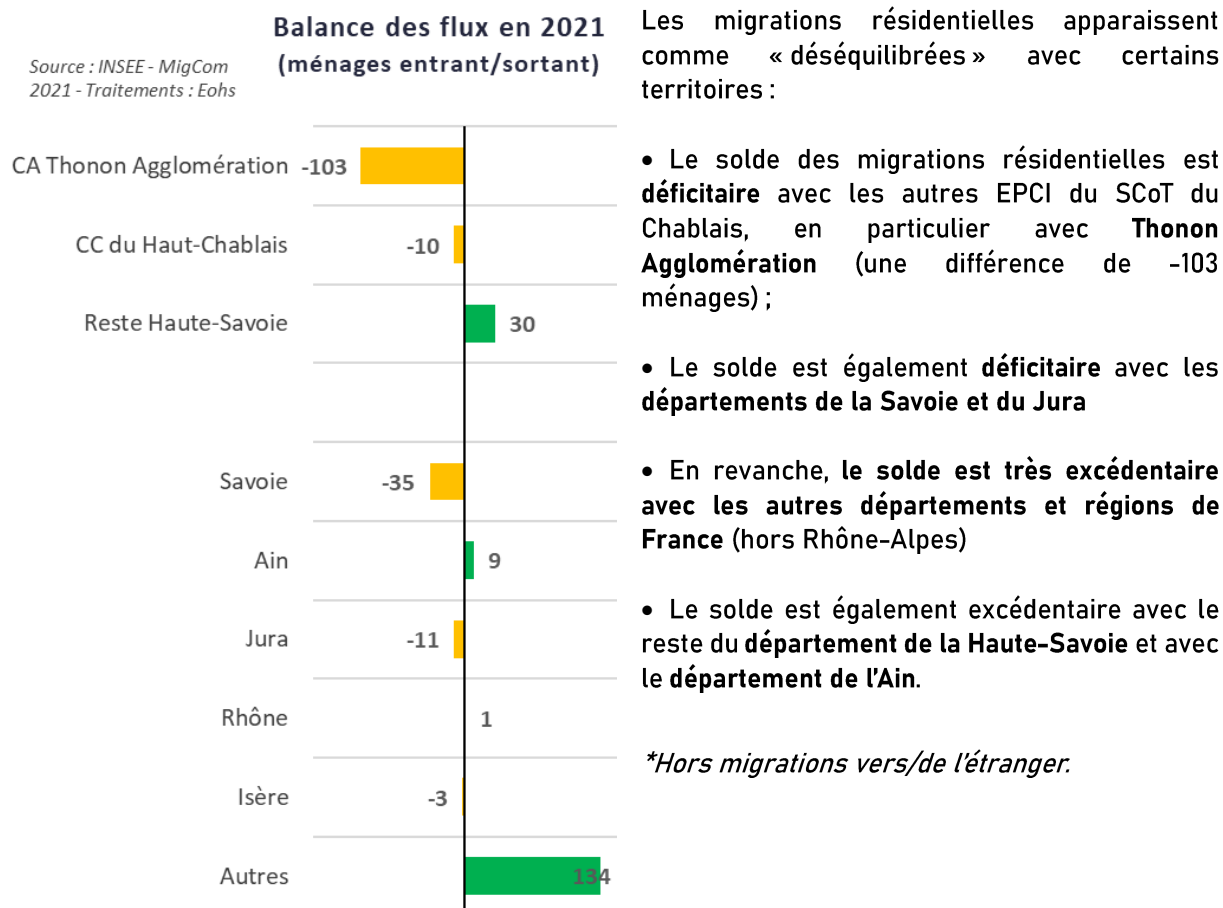 Balance des flux en 2021
(ménages entrant/sortant)
Source : INSEE - MigCom
2021 - Traitements : Eohs
CA Thonon Agglomération -103
CC du Haut-Chablais -10
Reste Haute-Savoie 30
Savoie -35
Ain 9
Jura -11
Rhône 1
Isère -3
Autres 134
Les migrations résidentielles apparaissent
comme « déséquilibrées » avec certains
territoires :
• Le solde des migrations résidentielles est
déficitaire avec les autres EPCI du SCoT du
Chablais, en particulier avec Thonon
Agglomération (une différence de -103
ménages) ;
• Le solde est également déficitaire avec les
départements de la Savoie et du Jura
• En revanche, le solde est très excédentaire
avec les autres départements et régions de
France (hors Rhône-Alpes)
• Le solde est également excédentaire avec le
reste du département de la Haute-Savoie et avec
le département de l'Ain.
*Hors migrations vers/de l'étranger.